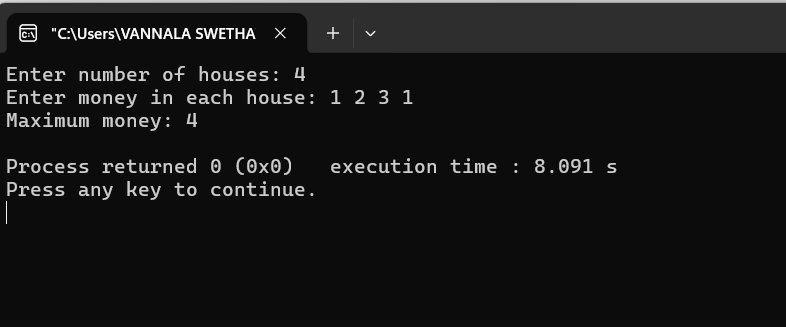 "C:\Users\VANNALA SWETHA
Enter number of houses: 4
Enter money in each house: 1 2 3 1
Maximum money: 4
Process returned 0 (0x0)   execution time : 8.091 s
Press any key to continue.